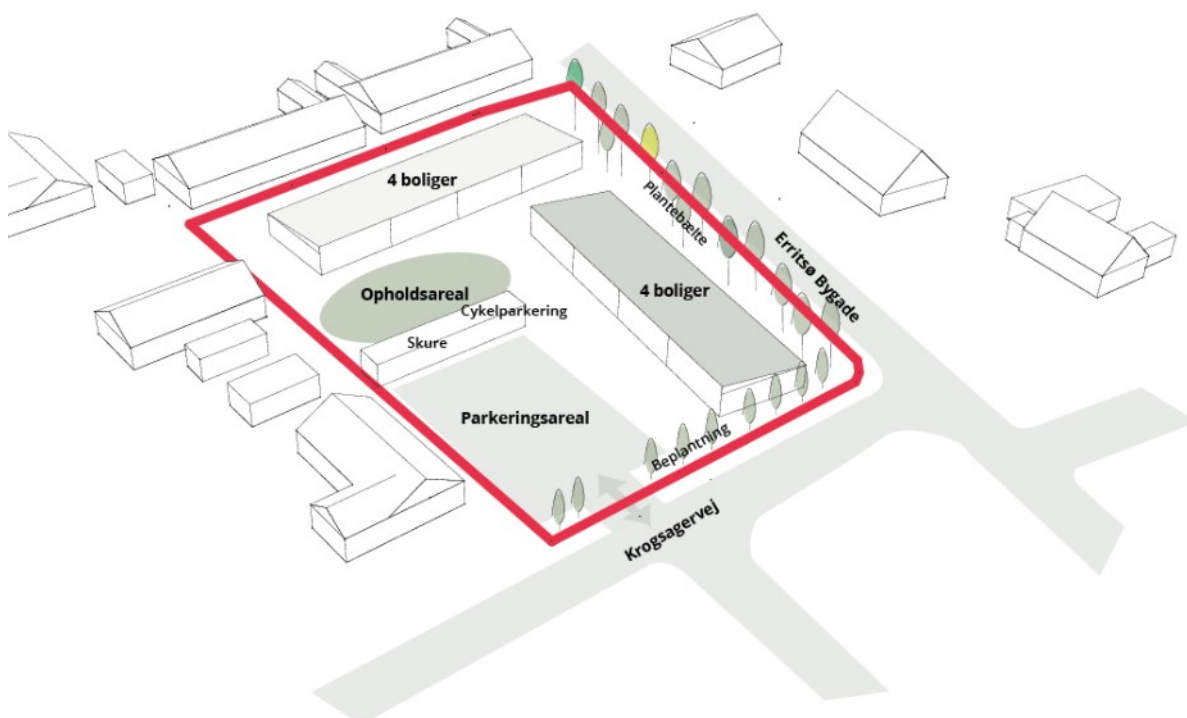 4 boliger
Plantebælte
Erritsø Bygade
Opholdsareal
4 boliger
Cykelparkering
Skure
Parkeringsareal
Beplantning
Krogsagervej